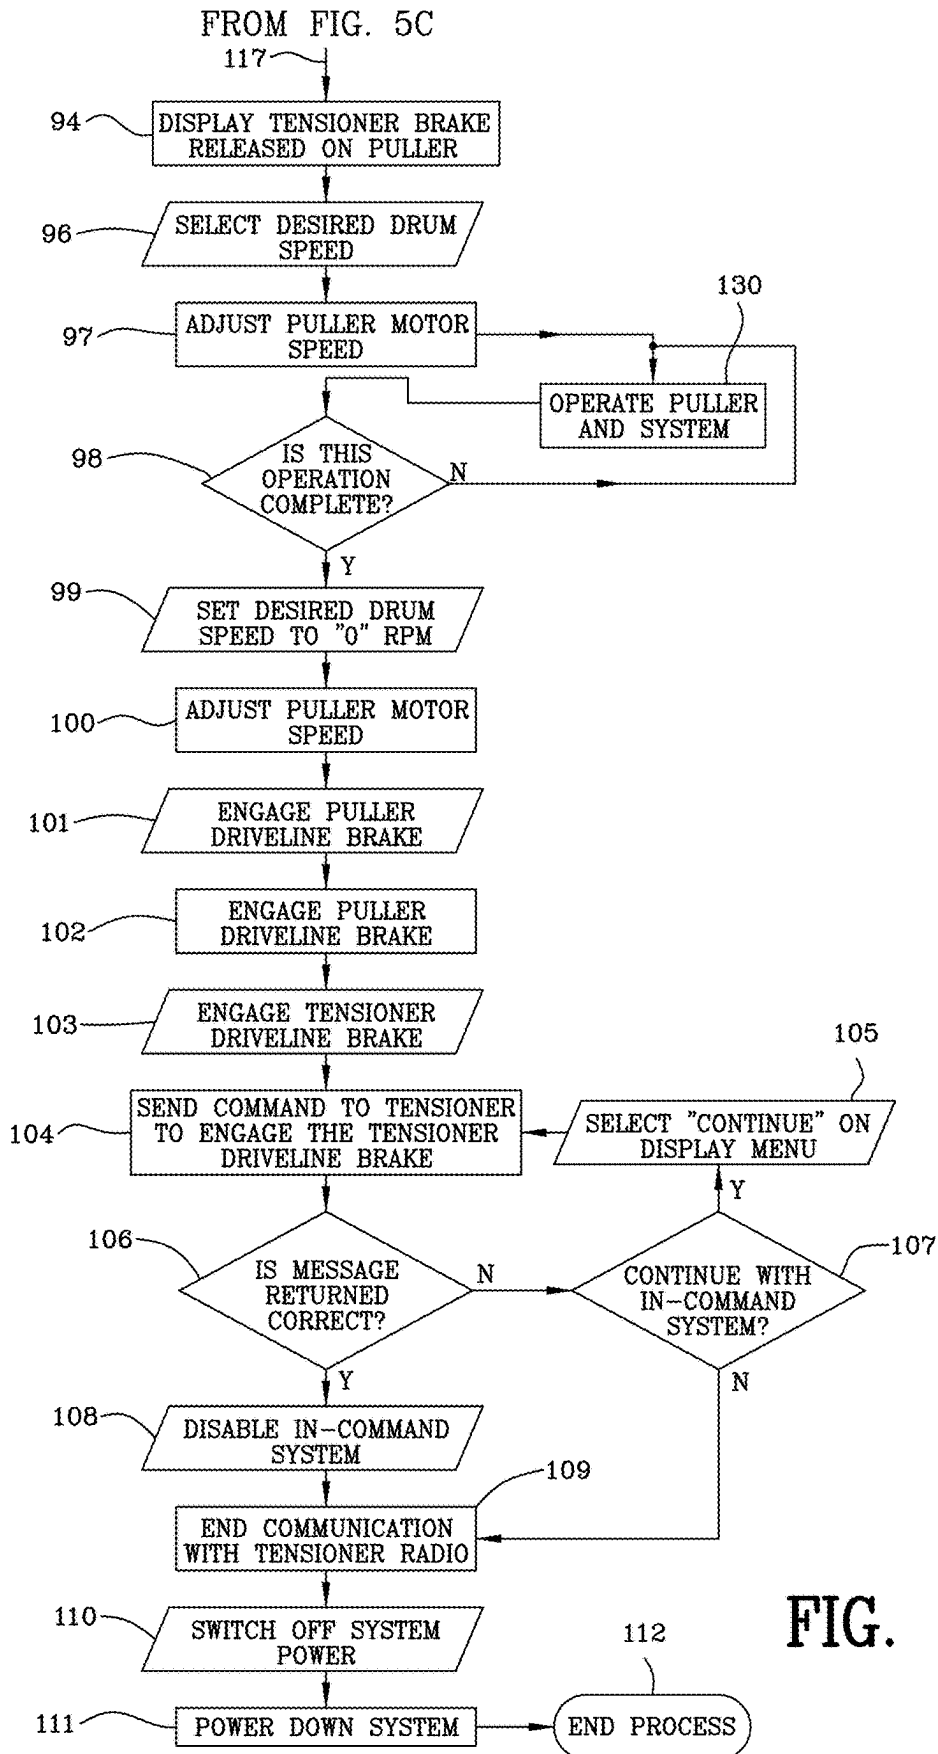 FROM FIG. 5C
117
94
DISPLAY TENSIONER BRAKE
RELEASED ON PULLER
96
SELECT DESIRED DRUM
SPEED
130
97
ADJUST PULLER MOTOR
SPEED
OPERATE PULLER
AND SYSTEM
98
IS THIS
OPERATION
COMPLETE?
N
Y
99
SET DESIRED DRUM
SPEED TO "0" RPM
100
ADJUST PULLER MOTOR
SPEED
101
ENGAGE PULLER
DRIVELINE BRAKE
102
ENGAGE PULLER
DRIVELINE BRAKE
103
ENGAGE TENSIONER
DRIVELINE BRAKE
105
104
SEND COMMAND TO TENSIONER
TO ENGAGE THE TENSIONER
DRIVELINE BRAKE
SELECT "CONTINUE" ON
DISPLAY MENU
Y
106
IS MESSAGE
RETURNED
CORRECT?
N
107
CONTINUE WITH
IN-COMMAND
SYSTEM?
Y
N
108
DISABLE IN-COMMAND
SYSTEM
109
END COMMUNICATION
WITH TENSIONER RADIO
110
SWITCH OFF SYSTEM
POWER
FIG.
112
111
POWER DOWN SYSTEM
END PROCESS